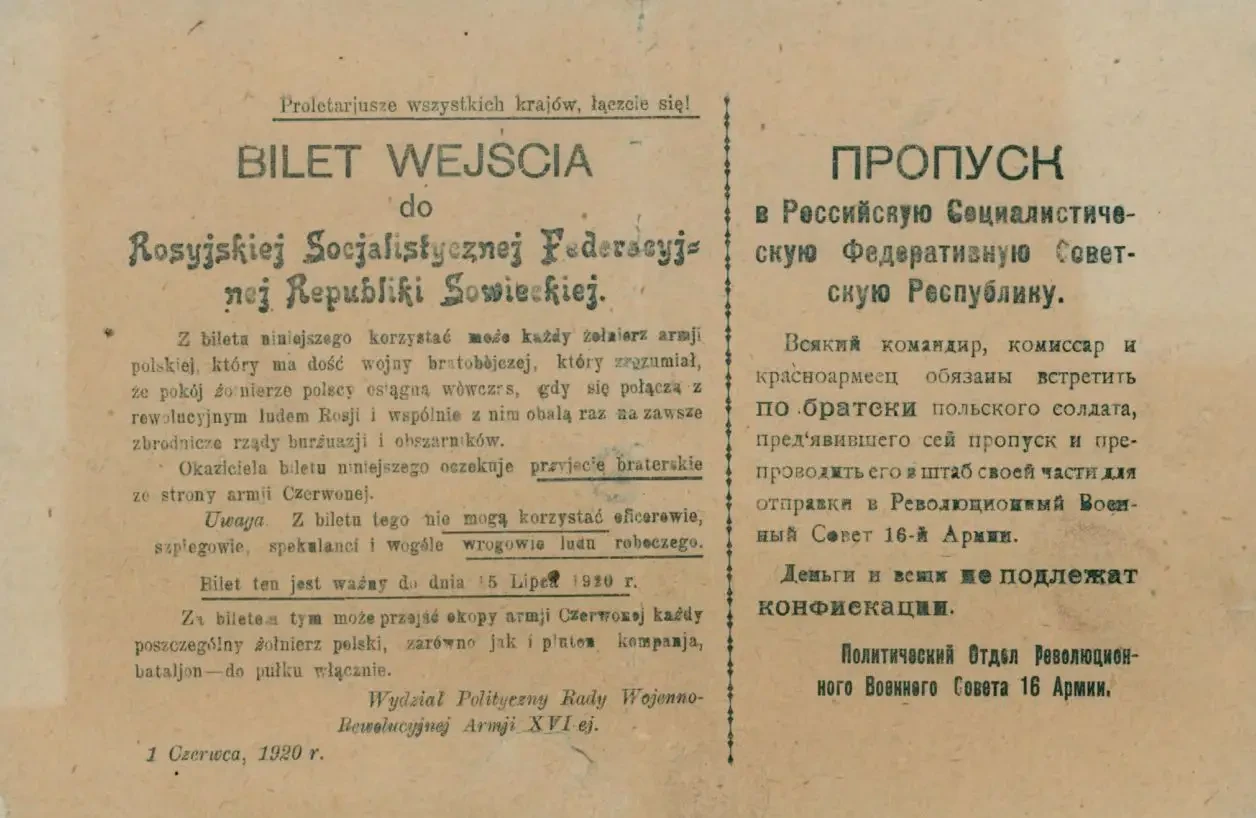 Proletarjusze wszystkich krajów, łączcie się!
BILET WEJŚCIA
do
Rosyjskiej Socjalistycznej Federacyj-
nej Republiki Sowieckiej.
Z biletu niniejszego korzystać może każdy żołnierz armji
polskiej, który ma dość wojny bratobójczej, który zrozumiał,
że pokój żołnierze polscy osiągną wówczas, gdy się połączą z
rewolucyjnym ludem Rosji i wspólnie z nim obalą raz na zawsze
zbrodnicze rządy burżuazji i obszarników.
Okaziciela biletu niniejszego oczekuje przyjęcie braterskie
ze strony armji Czerwonej.
Uwaga. Z biletu tego nie mogą korzystać oficerowie,
szpiegowie, spekulanci i wogóle wrogowie ludu roboczego.
Bilet ten jest ważny do dnia 15 Lipca 1920 r.
Za biletem tym może przejść okopy armji Czerwonej każdy
poszczególny żołnierz polski, zarówno jak i pluton kompanja,
bataljon—do pułku włącznie.
Wydział Polityczny Rady Wojenno-
Rewolucyjnej Armji XVI-ej.
1 Czerwca, 1920 r.
ПРОПУСК
в Российскую Социалистиче-
скую Федеративную Совет-
скую Республику.
Всякий командир, комиссар и
красноармеец обязаны встретить
по братски польского солдата,
пред'явившего сей пропуск и пре-
проводить его в штаб своей части для
отправки в Революционный Воен-
ный Совет 16-й Армии.
Деньги и вещи не подлежат
конфискации.
Политический Отдел Революцион-
ного Военного Совета 16 Армии.